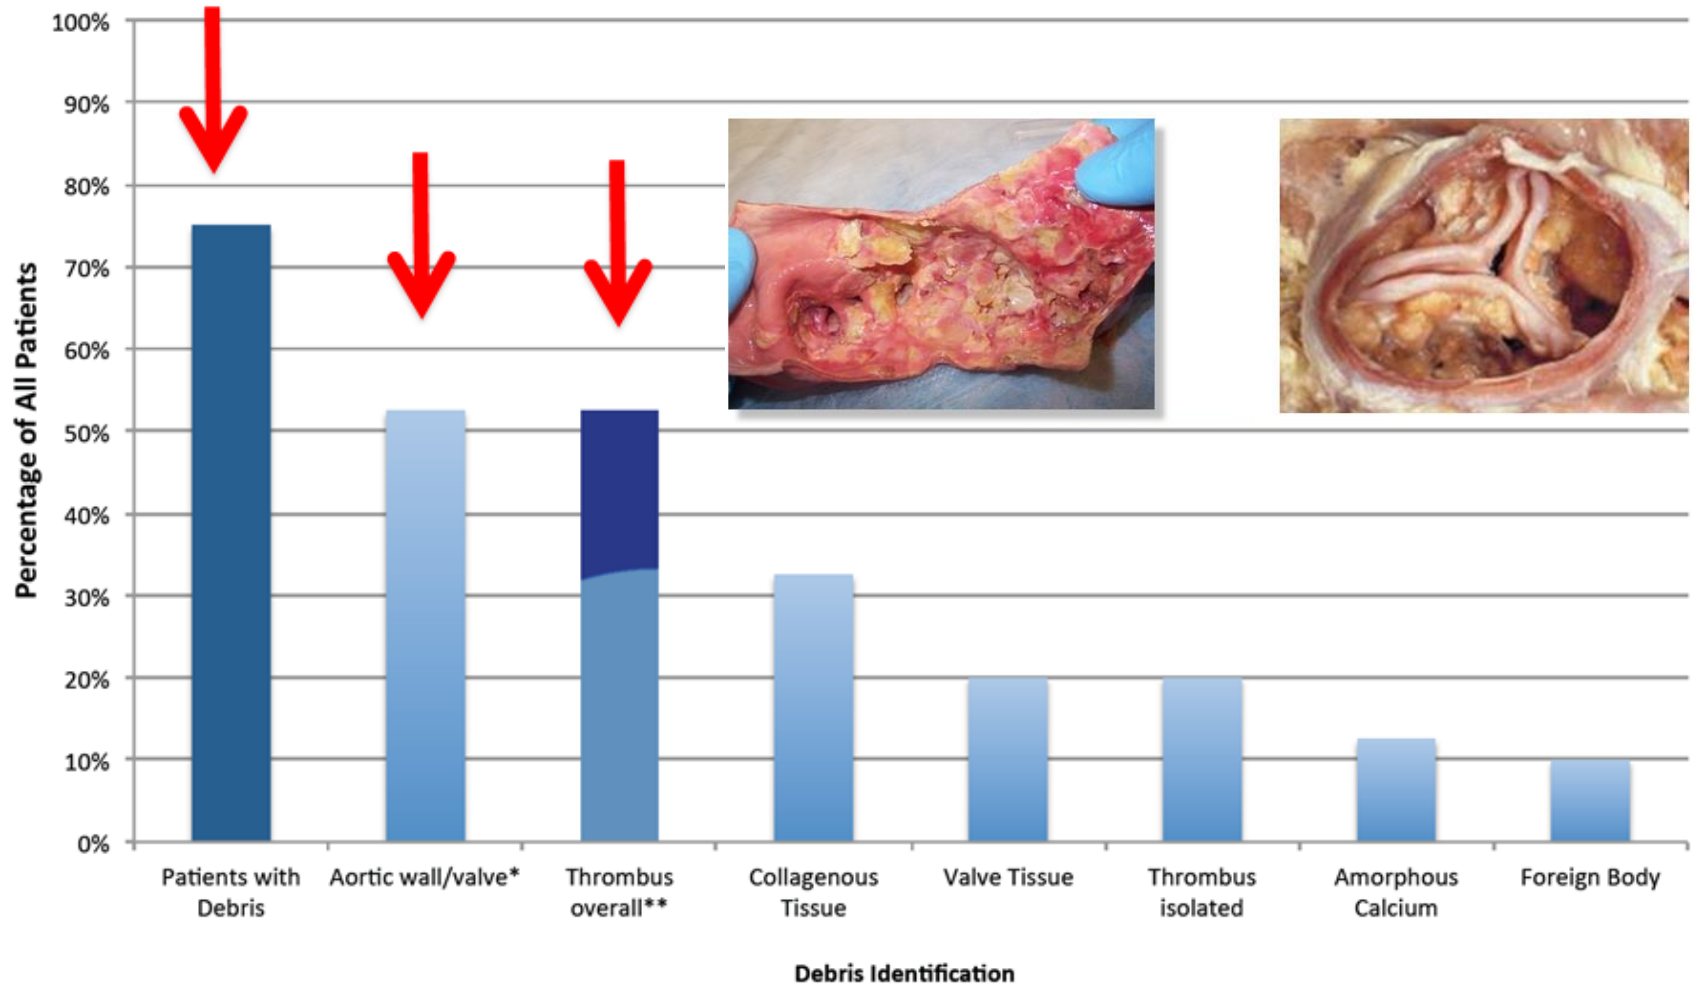 100%
90%
80%
70%
60%
50%
40%
30%
20%
10%
0%
Percentage of All Patients
Patients with
Debris
Aortic wall/valve*
Thrombus
overall**
Collagenous
Tissue
Valve Tissue
Thrombus
isolated
Amorphous
Calcium
Foreign Body
Debris Identification